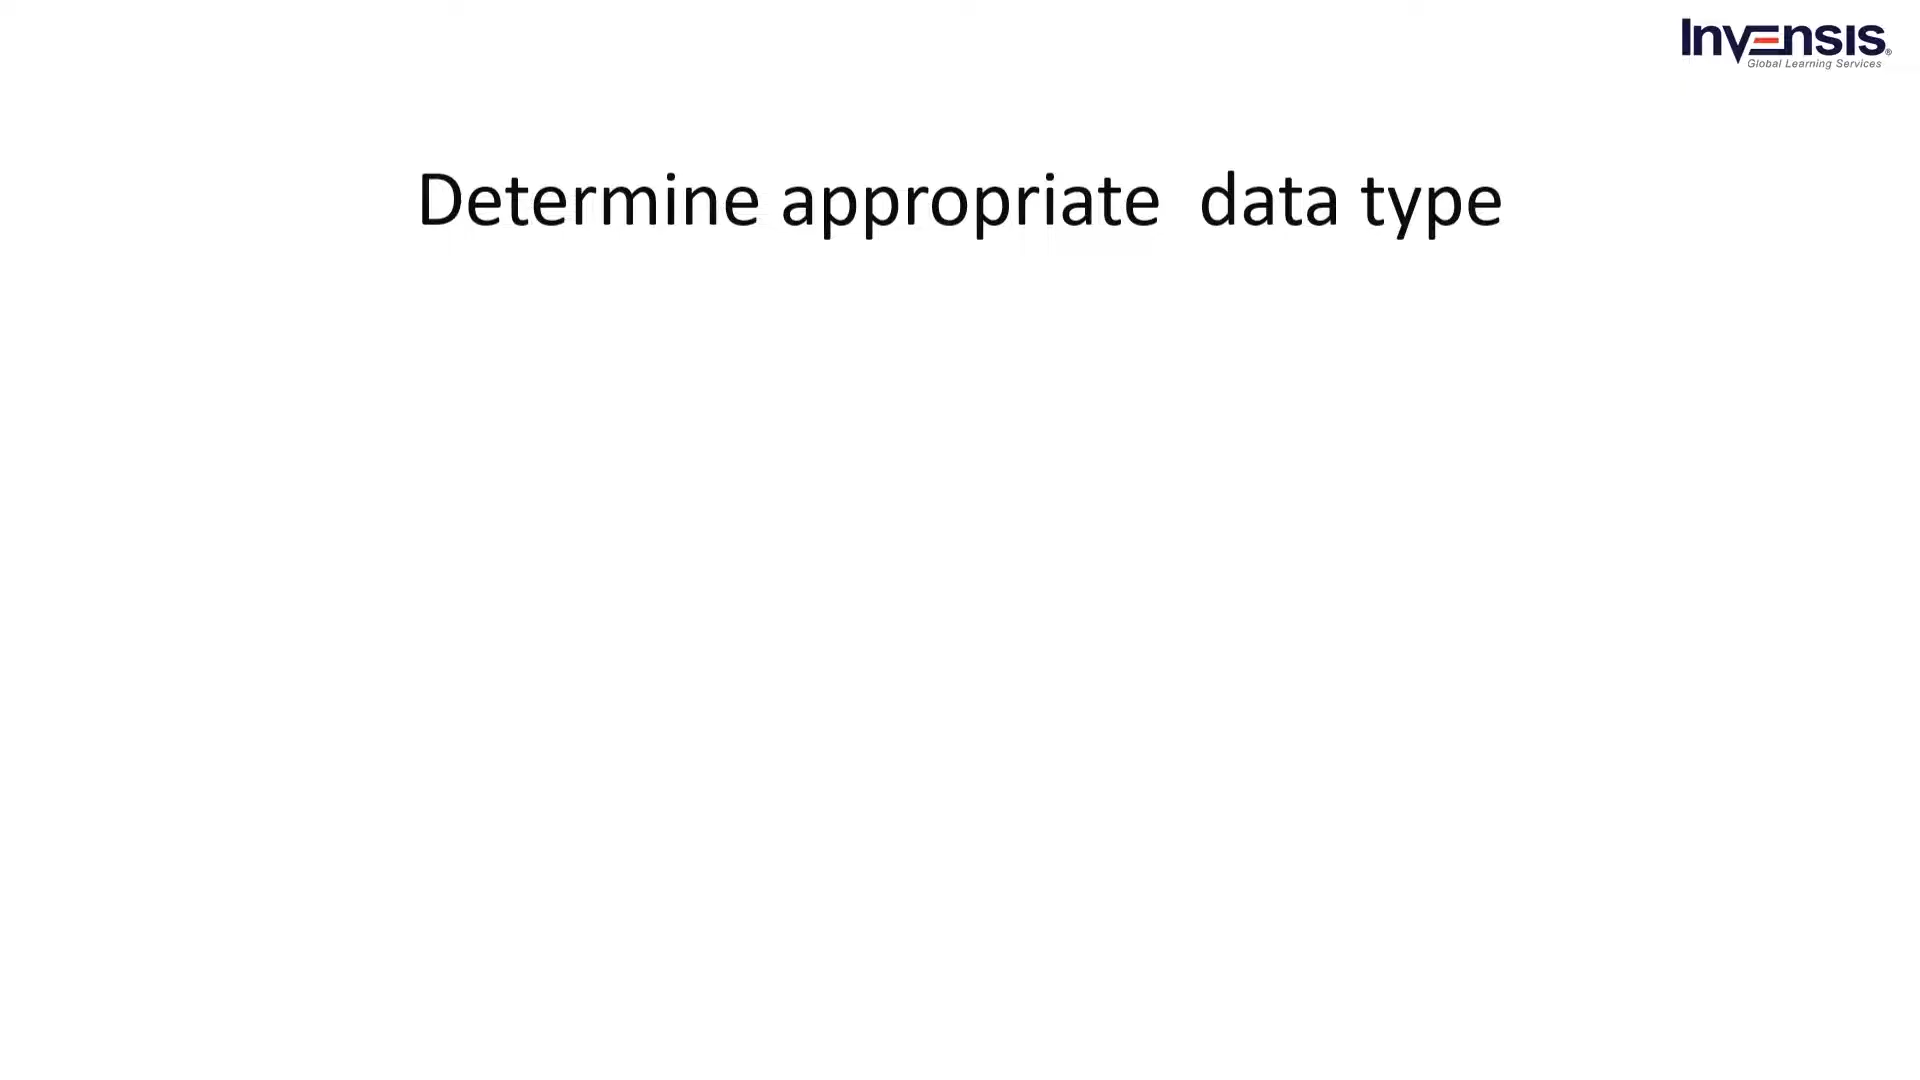 Invensis®
Global Learning Services
Determine appropriate  data type